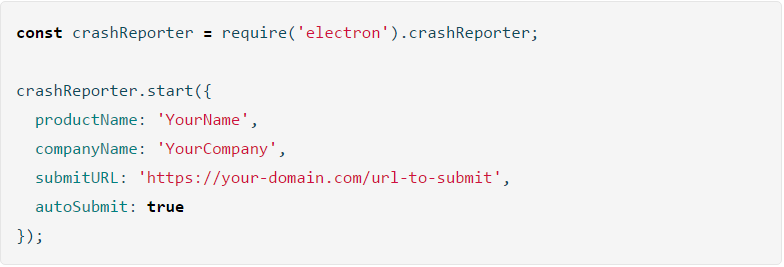 const crashReporter = require('electron').crashReporter;
crashReporter.start({
  productName: 'YourName',
  companyName: 'YourCompany',
  submitURL: 'https://your-domain.com/url-to-submit',
  autoSubmit: true
});